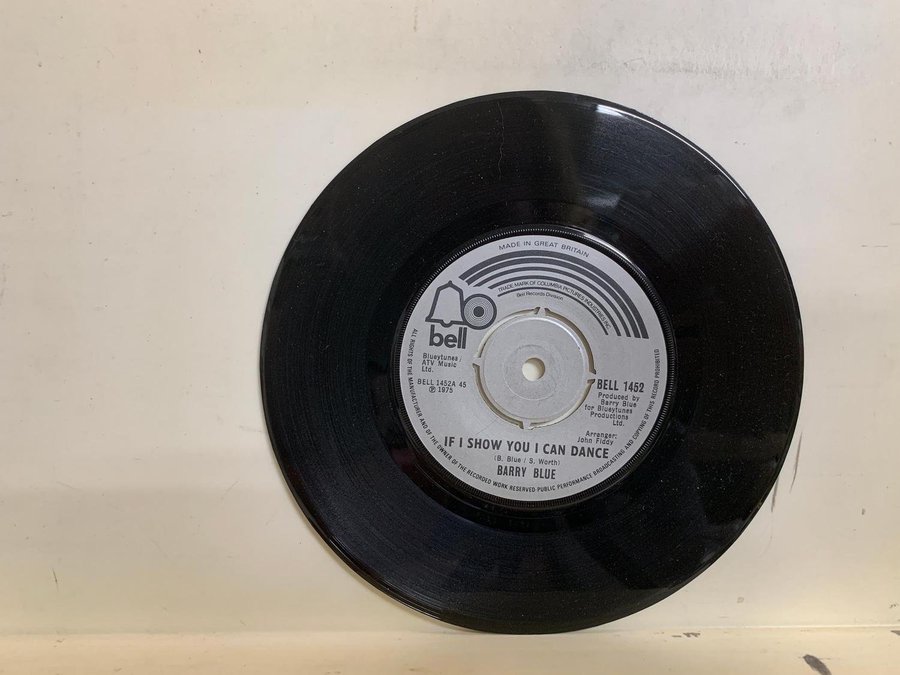 MADE IN GREAT BRITAIN
TRADE MARK OF COLUMBIA PICTURES INDUSTRIES, INC.
Bell Records Division
bell
Blueytunes/
ATV Music
Ltd.
BELL 1452A 45
Ⓟ 1975
BELL 1452
Produced by
Barry Blue
for Blueytunes
Productions
Ltd.
Arranger:
John Fiddy
IF I SHOW YOU I CAN DANCE
(B. Blue / S. Worth)
BARRY BLUE
ALL RIGHTS OF THE MANUFACTURER AND OF THE OWNER OF THE RECORDED WORK RESERVED PUBLIC PERFORMANCE BROADCASTING AND COPYING OF THIS RECORD PROHIBITED